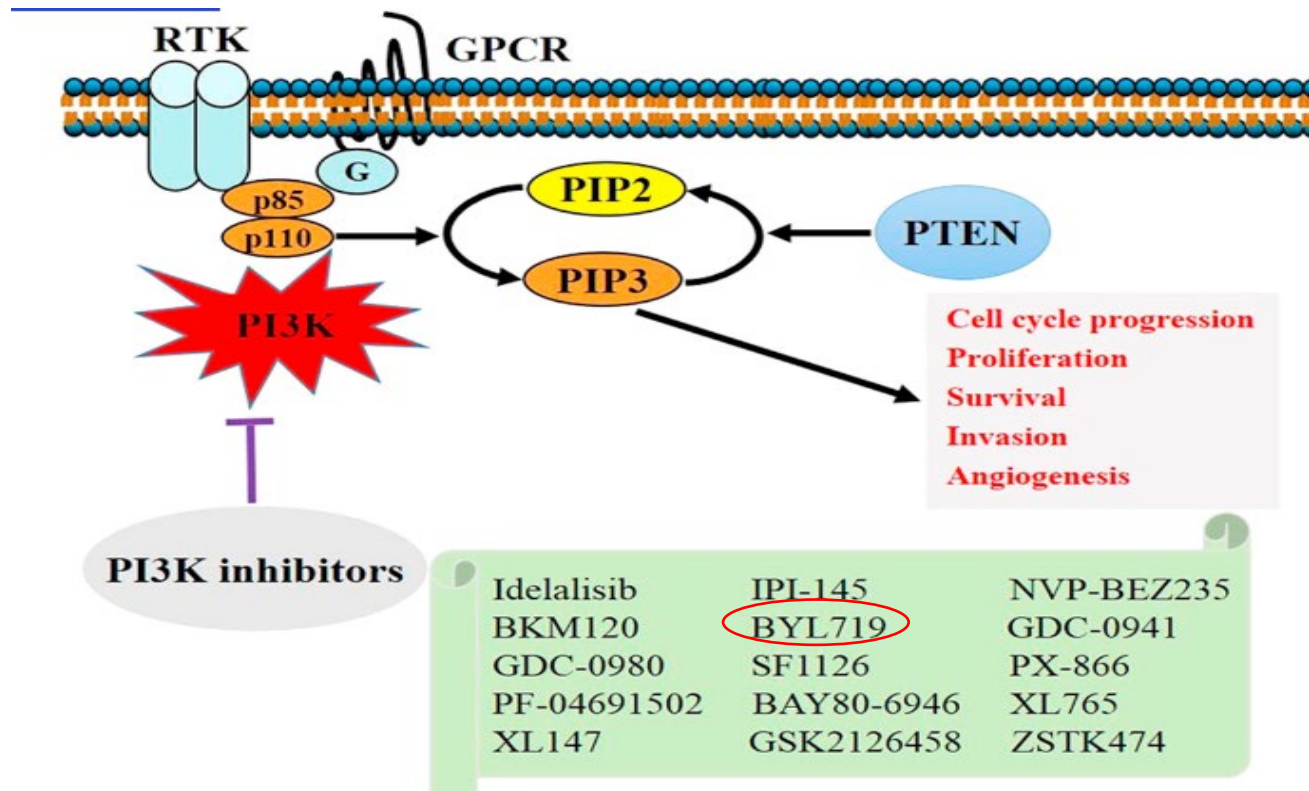 RTK
GPCR
G
p85
p110
PIP2
PIP3
PTEN
PI3K
Cell cycle progression
Proliferation
Survival
Invasion
Angiogenesis
PI3K inhibitors
Idelalisib IPI-145 NVP-BEZ235
BKM120 BYL719 GDC-0941
GDC-0980 SF1126 PX-866
PF-04691502 BAY80-6946 XL765
XL147 GSK2126458 ZSTK474